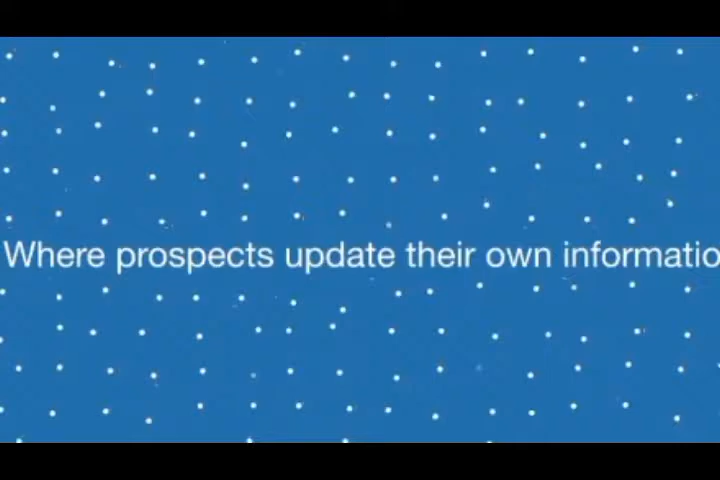 Where prospects update their own informatio